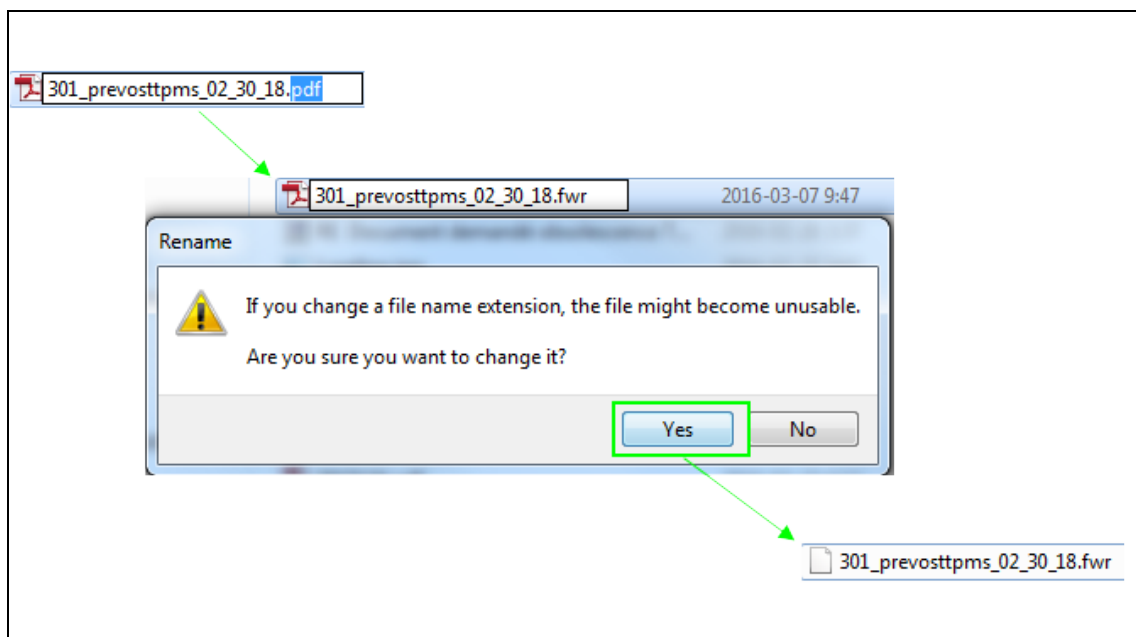 301_prevosttpms_02_30_18.pdf
301_prevosttpms_02_30_18.fwr 2016-03-07 9:47
Rename
If you change a file name extension, the file might become unusable.
Are you sure you want to change it?
Yes No
301_prevosttpms_02_30_18.fwr